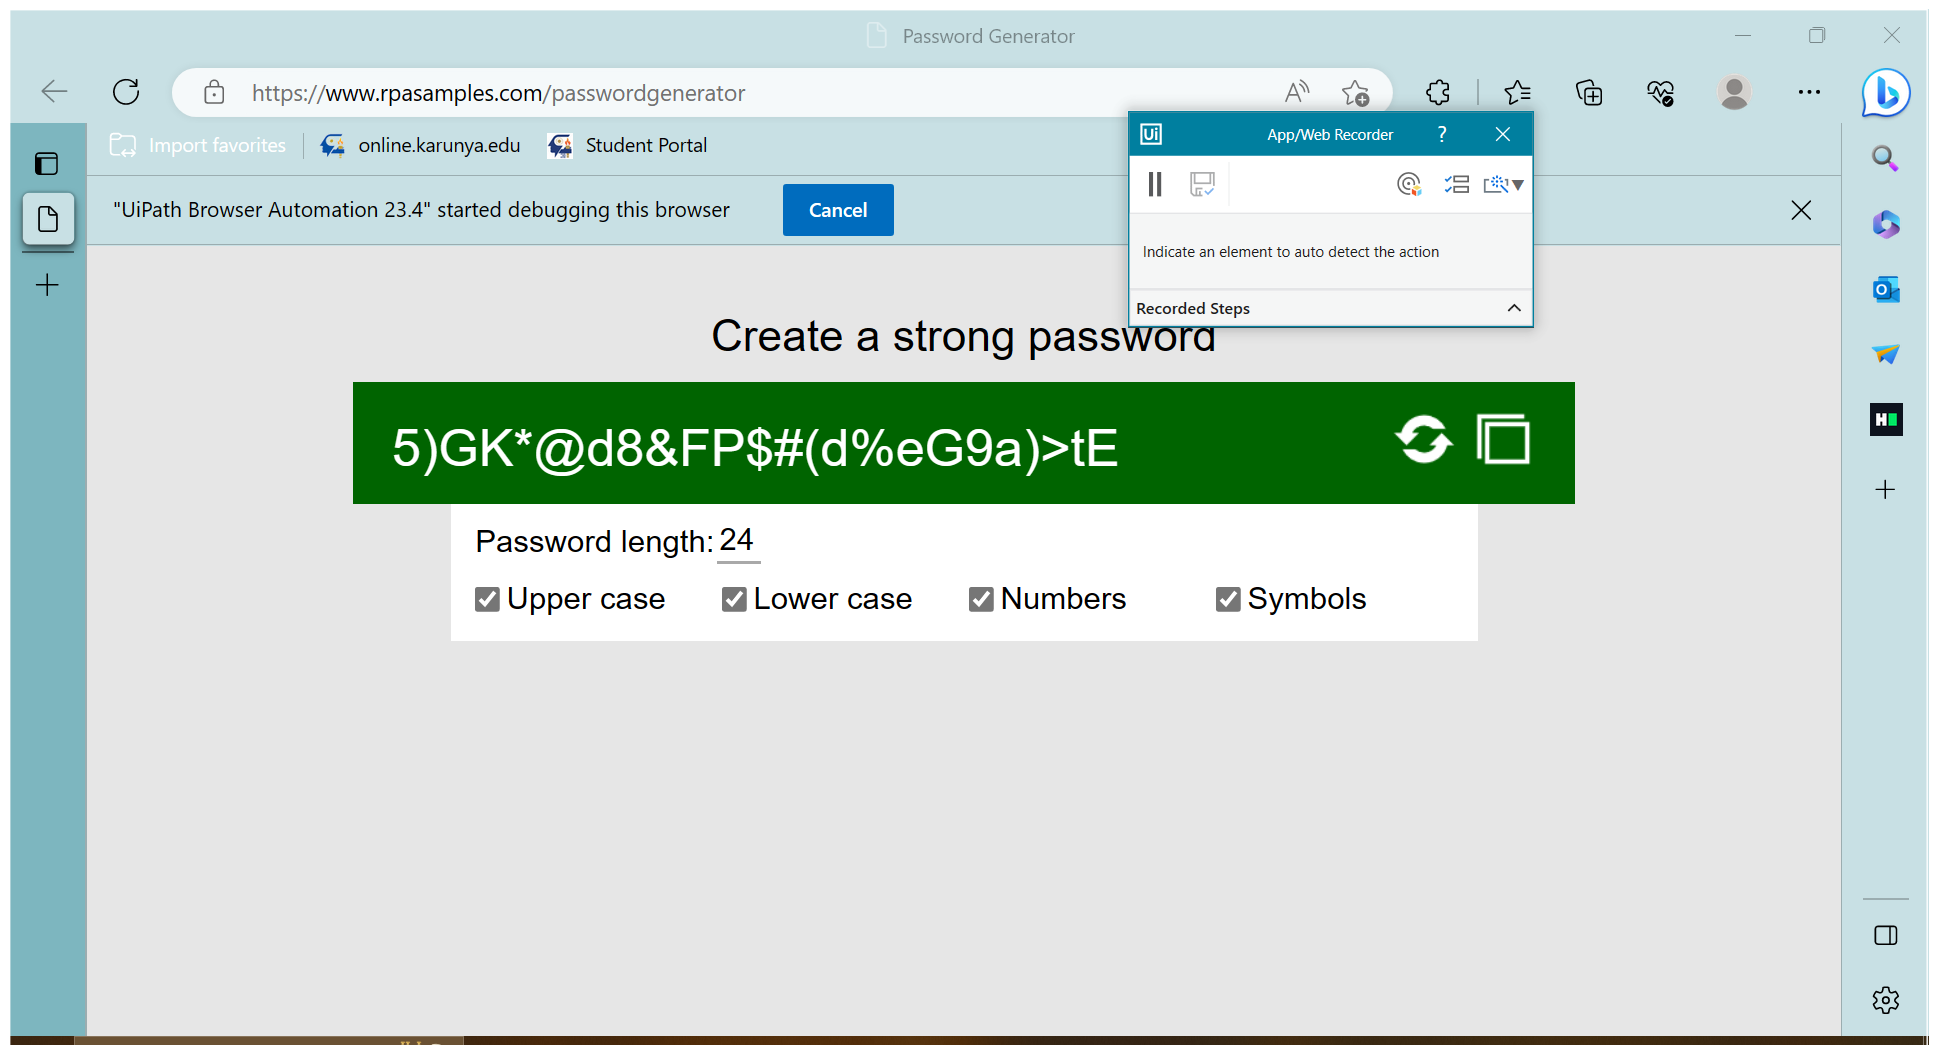 Password Generator
https://www.rpasamples.com/passwordgenerator
Import favorites
online.karunya.edu
Student Portal
Ui
App/Web Recorder
?
"UiPath Browser Automation 23.4" started debugging this browser
Cancel
Indicate an element to auto detect the action
Recorded Steps
Create a strong password
5)GK*@d8&FP$#(d%eG9a)>tE
Password length: 24
Upper case
Lower case
Numbers
Symbols